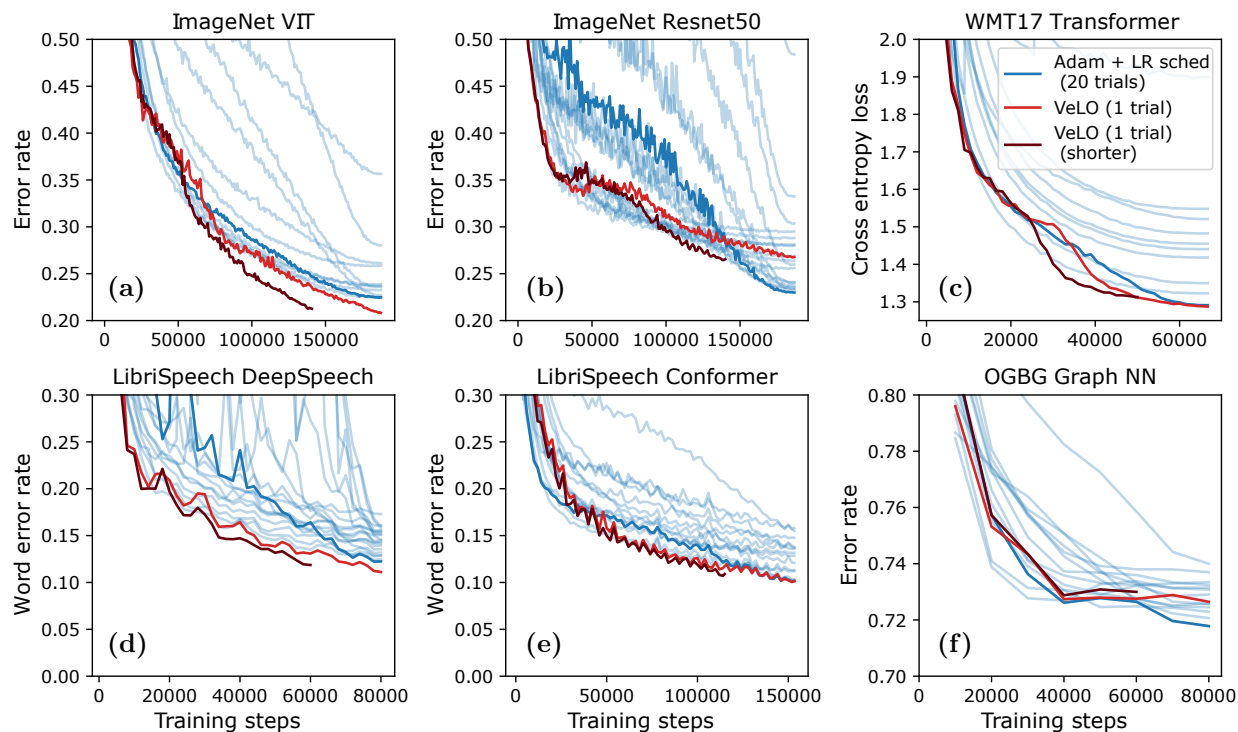 ImageNet VIT
Error rate
0.50
0.45
0.40
0.35
0.30
0.25
0.20
(a)
0
50000
100000
150000
ImageNet Resnet50
Error rate
0.50
0.45
0.40
0.35
0.30
0.25
0.20
(b)
0
50000
100000
150000
WMT17 Transformer
Cross entropy loss
2.0
1.9
1.8
1.7
1.6
1.5
1.4
1.3
Adam + LR sched
(20 trials)
VeLO (1 trial)
VeLO (1 trial)
(shorter)
(c)
0
20000
40000
60000
LibriSpeech DeepSpeech
Word error rate
0.30
0.25
0.20
0.15
0.10
0.05
0.00
(d)
0
20000
40000
60000
80000
Training steps
LibriSpeech Conformer
Word error rate
0.30
0.25
0.20
0.15
0.10
0.05
0.00
(e)
0
50000
100000
150000
Training steps
OGBG Graph NN
Error rate
0.80
0.78
0.76
0.74
0.72
0.70
(f)
0
20000
40000
60000
80000
Training steps